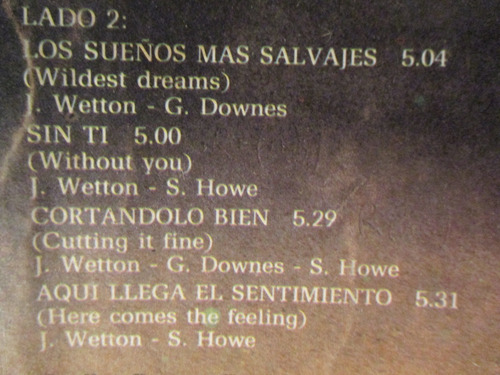 LADO 2:
LOS SUEÑOS MAS SALVAJES 5.04
(Wildest dreams)
J. Wetton - G. Downes
SIN TI 5.00
(Without you)
J. Wetton - S. Howe
CORTANDOLO BIEN 5.29
(Cutting it fine)
J. Wetton - G. Downes - S. Howe
AQUI LLEGA EL SENTIMIENTO 5.31
(Here comes the feeling)
J. Wetton - S. Howe